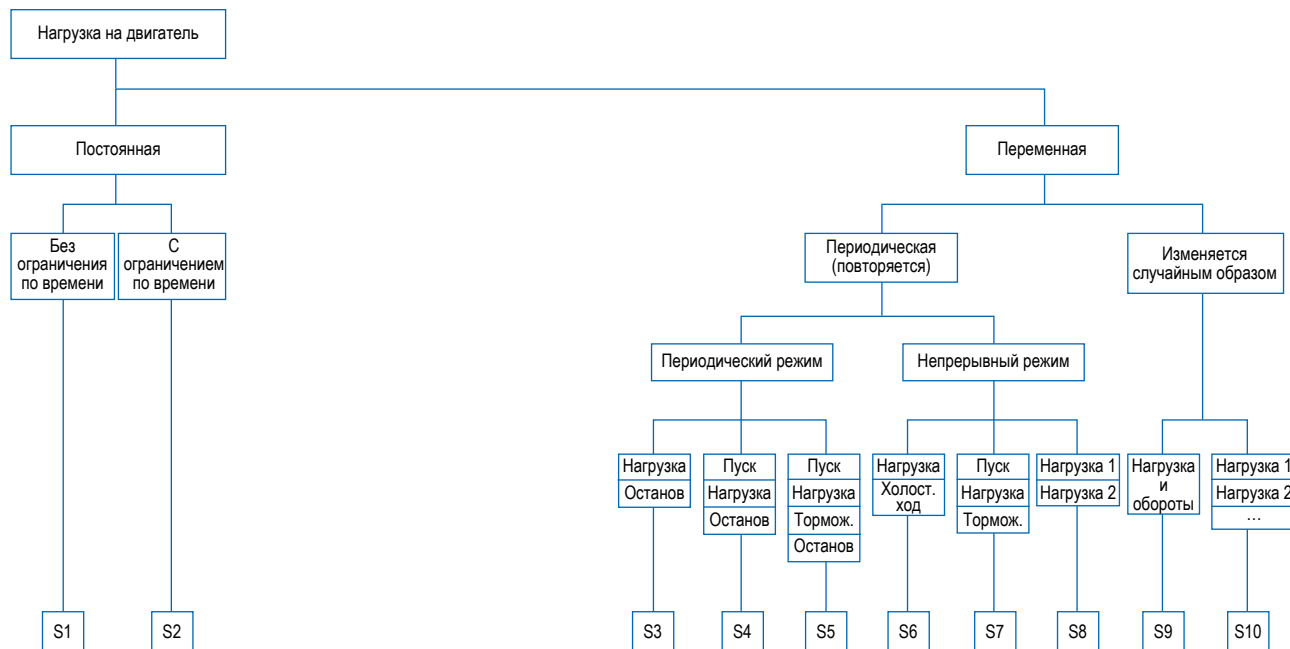 Нагрузка на двигатель
Постоянная
Переменная
Без
ограничения
по времени
С
ограничением
по времени
Периодическая
(повторяется)
Изменяется
случайным образом
Периодический режим
Непрерывный режим
Нагрузка
Останов
Пуск
Нагрузка
Останов
Пуск
Нагрузка
Тормож.
Останов
Нагрузка
Холост.
ход
Пуск
Нагрузка
Тормож.
Нагрузка 1
Нагрузка 2
Нагрузка
и
обороты
Нагрузка 1
Нагрузка 2
…
S1
S2
S3
S4
S5
S6
S7
S8
S9
S10